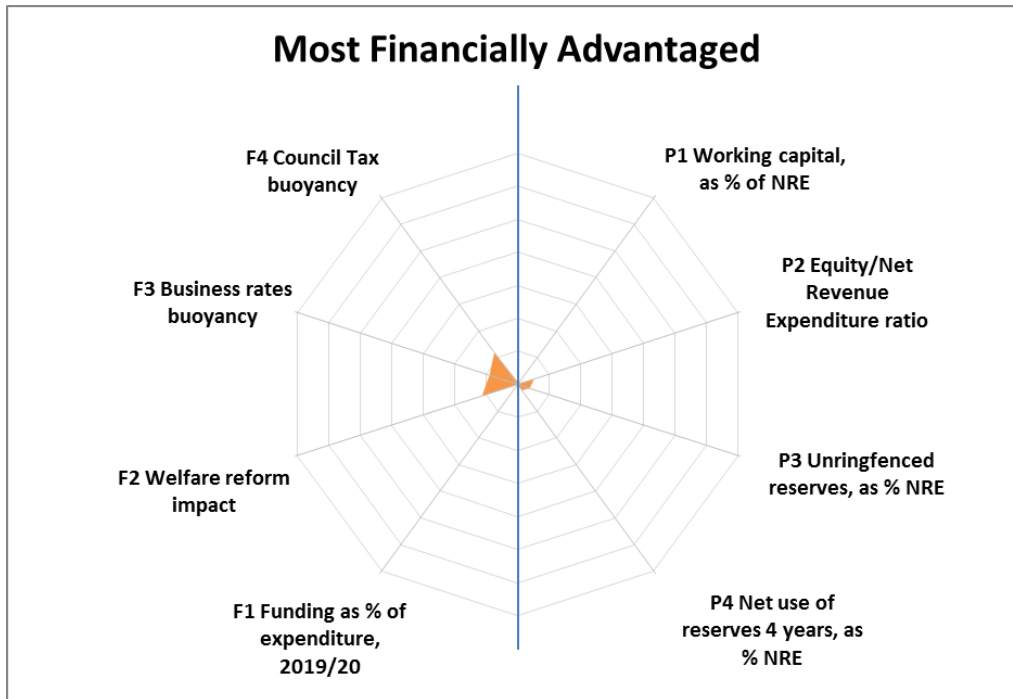 Most Financially Advantaged
F4 Council Tax
buoyancy
P1 Working capital,
as % of NRE
F3 Business rates
buoyancy
P2 Equity/Net
Revenue
Expenditure ratio
F2 Welfare reform
impact
P3 Unringfenced
reserves, as % NRE
F1 Funding as % of
expenditure,
2019/20
P4 Net use of
reserves 4 years, as
% NRE